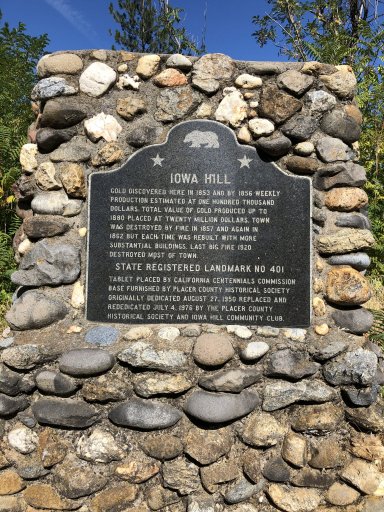 IOWA HILL
GOLD DISCOVERED HERE IN 1853 AND BY 1856 WEEKLY
PRODUCTION ESTIMATED AT ONE HUNDRED THOUSAND
DOLLARS. TOTAL VALUE OF GOLD PRODUCED UP TO
1880 PLACED AT TWENTY MILLION DOLLARS. TOWN
WAS DESTROYED BY FIRE IN 1857 AND AGAIN IN
1862 BUT EACH TIME WAS REBUILT WITH MORE
SUBSTANTIAL BUILDINGS. LAST BIG FIRE 1920
DESTROYED MOST OF TOWN.
STATE REGISTERED LANDMARK NO 401
TABLET PLACED BY CALIFORNIA CENTENNIALS COMMISSION
BASE FURNISHED BY PLACER COUNTY HISTORICAL SOCIETY
ORIGINALLY DEDICATED AUGUST 27, 1950 REPLACED AND
REDEDICATED JULY 4, 1976 BY THE PLACER COUNTY
HISTORICAL SOCIETY AND IOWA HILL COMMUNITY CLUB.